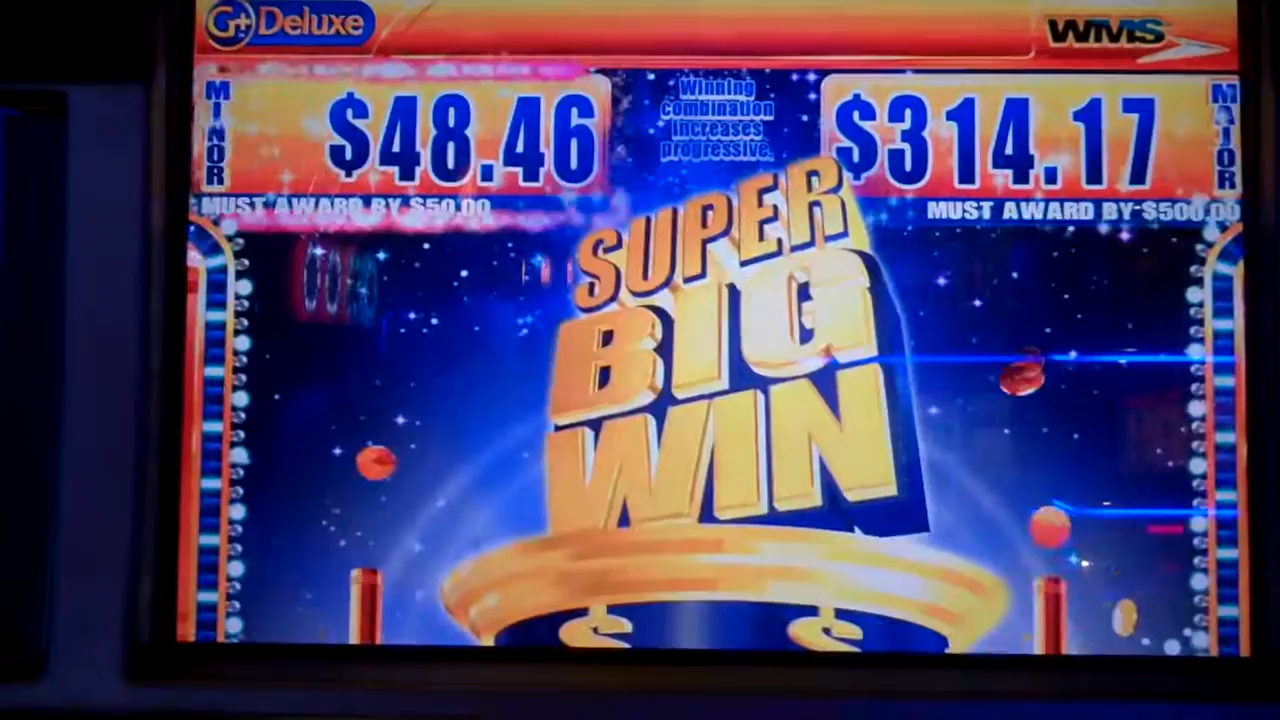 G+ Deluxe
WMS
MINOR
$48.46
Winning
combination
increases
progressive.
$314.17
MAJOR
MUST AWARD BY $50.00
MUST AWARD BY $500.00
SUPER
BIG
WIN
$ $